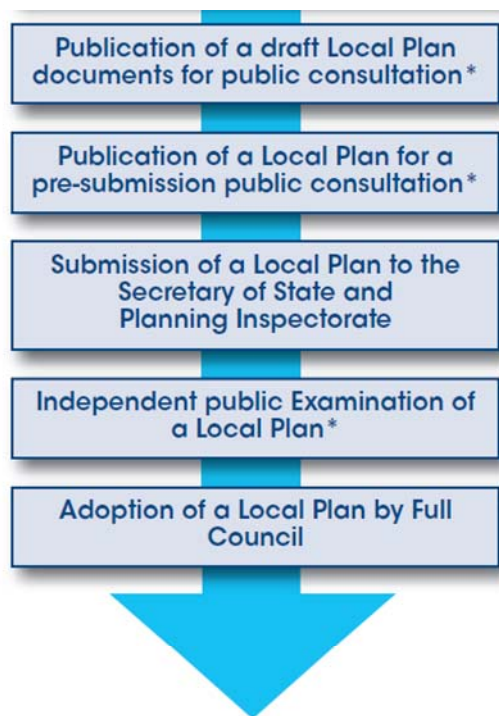 Publication of a draft Local Plan
documents for public consultation*
Publication of a Local Plan for a
pre-submission public consultation*
Submission of a Local Plan to the
Secretary of State and
Planning Inspectorate
Independent public Examination of
a Local Plan*
Adoption of a Local Plan by Full
Council